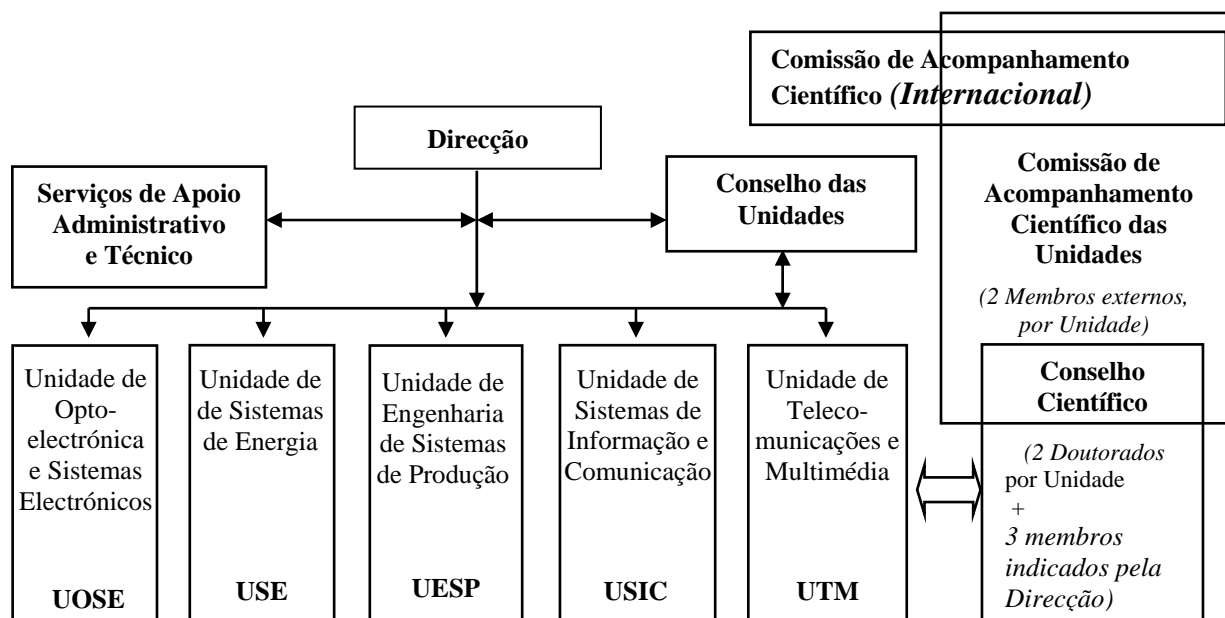 Comissão de Acompanhamento
Científico (Internacional)
Direcção
Serviços de Apoio
Administrativo
e Técnico
Conselho das
Unidades
Comissão de
Acompanhamento
Científico das
Unidades
(2 Membros externos,
por Unidade)
Unidade de
Opto-
electrónica
e Sistemas
Electrónicos
UOSE
Unidade de
de Sistemas
de Energia
USE
Unidade de
Engenharia
de Sistemas
de Produção
UESP
Unidade de
Sistemas de
Informação e
Comunicação
USIC
Unidade de
Teleco-
municações e
Multimédia
UTM
Conselho
Científico
(2 Doutorados
por Unidade
+
3 membros
indicados pela
Direcção)